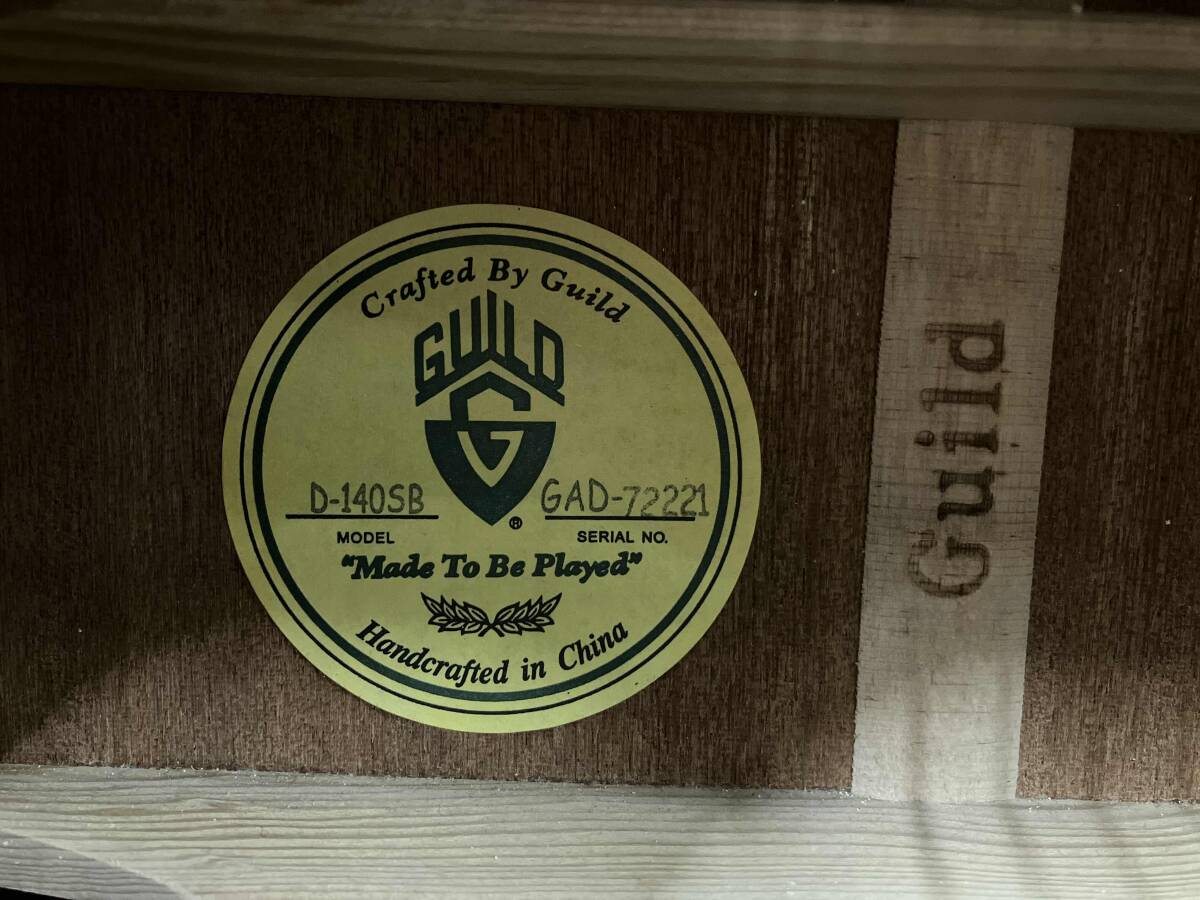 Crafted By Guild
GUILD
G
D-140SB
GAD-72221
®
MODEL
SERIAL NO.
"Made To Be Played"
Handcrafted in China
Guild